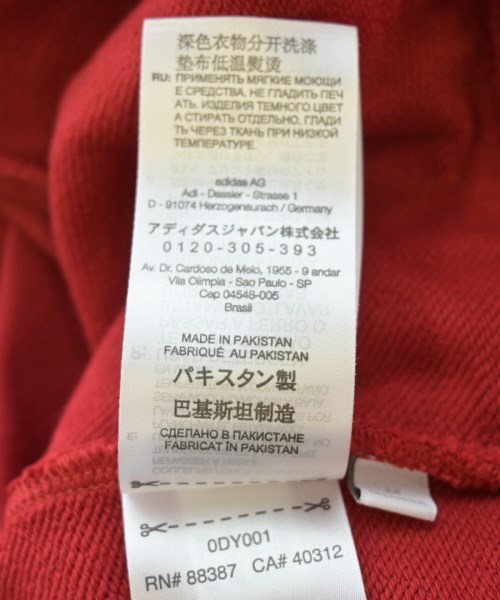 深色衣物分开洗涤
垫布低温熨烫
RU: ПРИМЕНЯТЬ МЯГКИЕ МОЮЩИ
Е СРЕДСТВА. НЕ ГЛАДИТЬ ПЕЧ
АТЬ. ИЗДЕЛИЯ ТЕМНОГО ЦВЕТ
А СТИРАТЬ ОТДЕЛЬНО. ГЛАДИ
ТЬ ЧЕРЕЗ ТКАНЬ ПРИ НИЗКОЙ
ТЕМПЕРАТУРЕ.
adidas AG
Adi - Dassler - Strasse 1
D - 91074 Herzogenaurach / Germany
アディダスジャパン株式会社
0120-305-393
Av. Dr. Cardoso de Melo, 1955 - 9 andar
Vila Olimpia - Sao Paulo - SP
Cep 04548-005
Brasil
MADE IN PAKISTAN
FABRIQUÉ AU PAKISTAN
パキスタン製
巴基斯坦制造
СДЕЛАНО В ПАКИСТАНЕ
FABRICAT ÎN PAKISTAN
0DY001
RN# 88387 CA# 40312